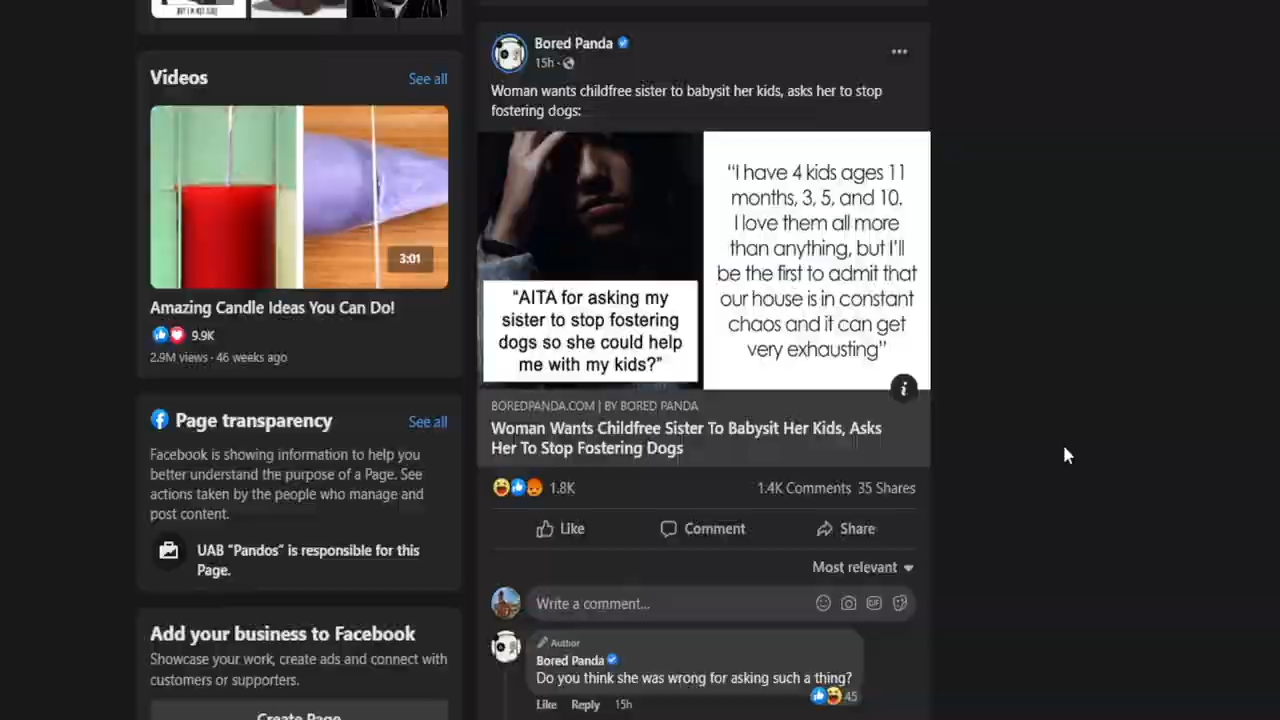 BUT I'M NOT SURE
Videos
See all
3:01
Amazing Candle Ideas You Can Do!
9.9K
2.9M views · 46 weeks ago
Page transparency
See all
Facebook is showing information to help you
better understand the purpose of a Page. See
actions taken by the people who manage and
post content.
UAB "Pandos" is responsible for this
Page.
Add your business to Facebook
Showcase your work, create ads and connect with
customers or supporters.
Create Page
Bored Panda
15h ·
Woman wants childfree sister to babysit her kids, asks her to stop
fostering dogs:
"AITA for asking my
sister to stop fostering
dogs so she could help
me with my kids?"
“I have 4 kids ages 11
months, 3, 5, and 10.
I love them all more
than anything, but I’ll
be the first to admit that
our house is in constant
chaos and it can get
very exhausting”
BOREDPANDA.COM | BY BORED PANDA
Woman Wants Childfree Sister To Babysit Her Kids, Asks
Her To Stop Fostering Dogs
1.8K
1.4K Comments 35 Shares
Like Comment Share
Most relevant
Write a comment...
GIF
Author
Bored Panda
Do you think she was wrong for asking such a thing?
45
Like Reply 15h